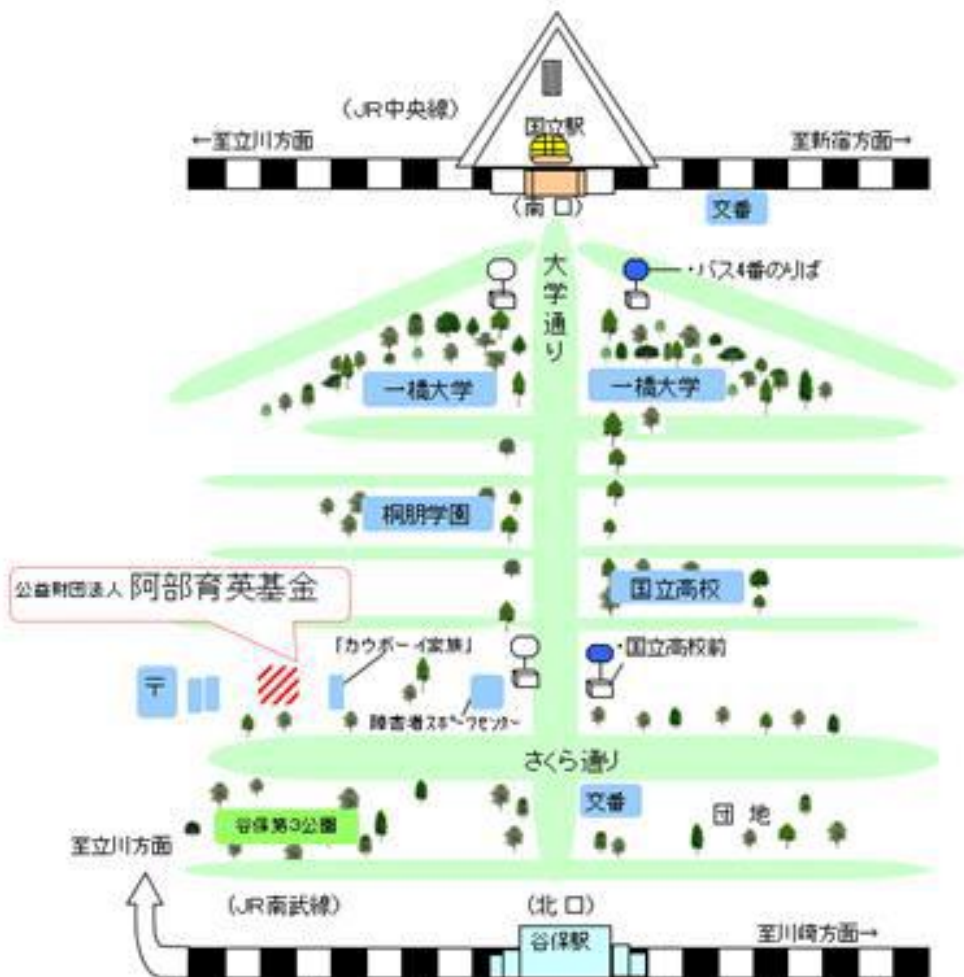 (JR中央線)
国立駅
←至立川方面
至新宿方面→
(南口)
交番
大学通り
・バス4番のりば
一橋大学
一橋大学
桐朋学園
公益財団法人 阿部育英基金
国立高校
「カウボーイ家族」
・国立高校前
〒
障害者スポーツセンター
さくら通り
交番
団地
谷保第3公園
至立川方面
(JR南武線)
(北口)
谷保駅
至川崎方面→